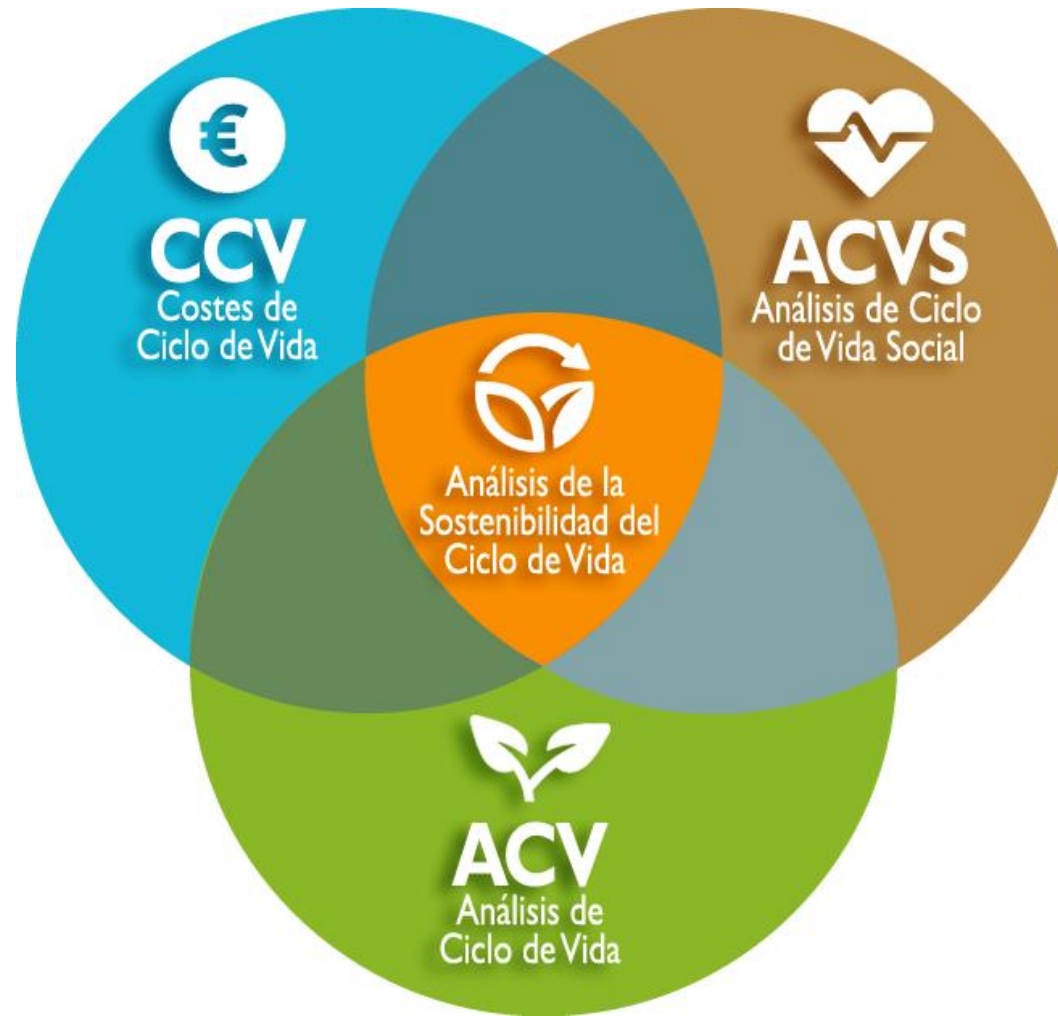 €
CCV
Costes de
Ciclo de Vida
ACVS
Análisis de Ciclo
de Vida Social
Análisis de la
Sostenibilidad del
Ciclo de Vida
ACV
Análisis de
Ciclo de Vida